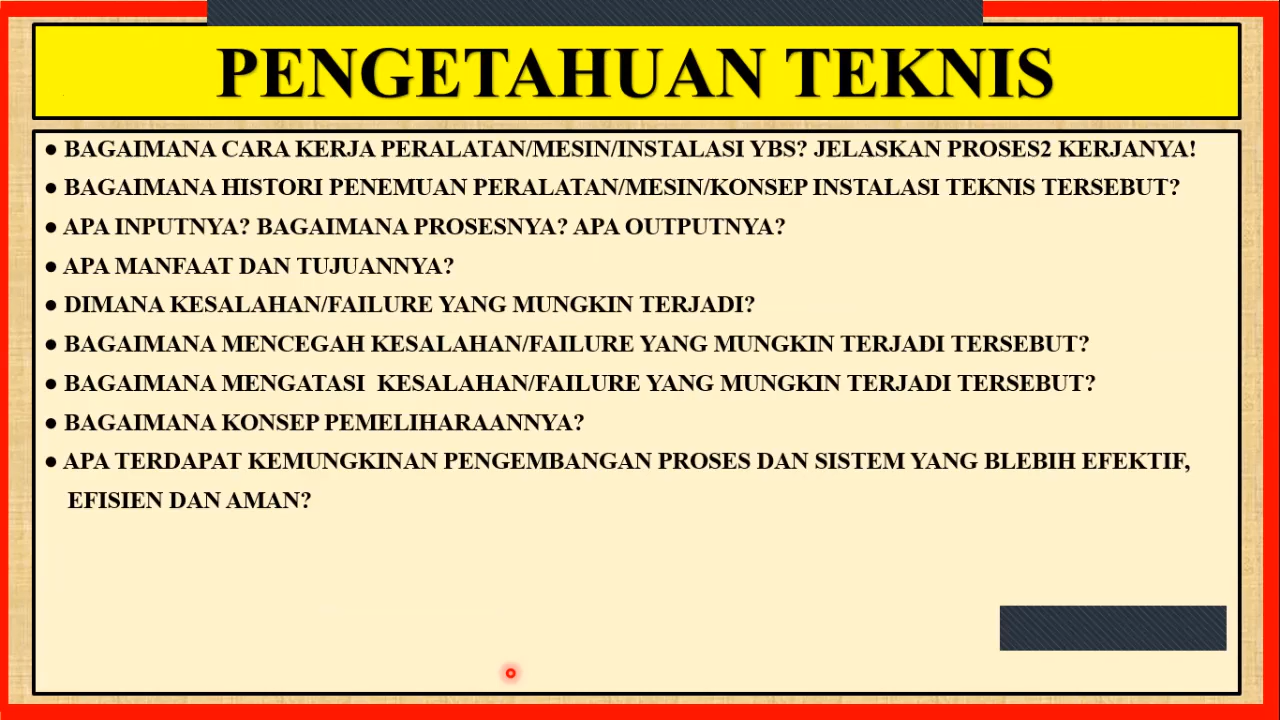 PENGETAHUAN TEKNIS
● BAGAIMANA CARA KERJA PERALATAN/MESIN/INSTALASI YBS? JELASKAN PROSES2 KERJANYA!
● BAGAIMANA HISTORI PENEMUAN PERALATAN/MESIN/KONSEP INSTALASI TEKNIS TERSEBUT?
● APA INPUTNYA? BAGAIMANA PROSESNYA? APA OUTPUTNYA?
● APA MANFAAT DAN TUJUANNYA?
● DIMANA KESALAHAN/FAILURE YANG MUNGKIN TERJADI?
● BAGAIMANA MENCEGAH KESALAHAN/FAILURE YANG MUNGKIN TERJADI TERSEBUT?
● BAGAIMANA MENGATASI  KESALAHAN/FAILURE YANG MUNGKIN TERJADI TERSEBUT?
● BAGAIMANA KONSEP PEMELIHARAANNYA?
● APA TERDAPAT KEMUNGKINAN PENGEMBANGAN PROSES DAN SISTEM YANG BLEBIH EFEKTIF,
EFISIEN DAN AMAN?